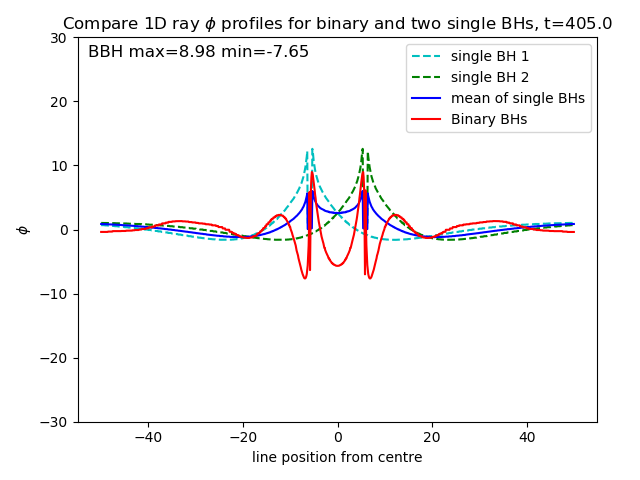 Compare 1D ray ϕ profiles for binary and two single BHs, t=405.0
BBH max=8.98 min=-7.65
single BH 1
single BH 2
mean of single BHs
Binary BHs
30
20
10
0
−10
−20
−30
ϕ
−40
−20
0
20
40
line position from centre